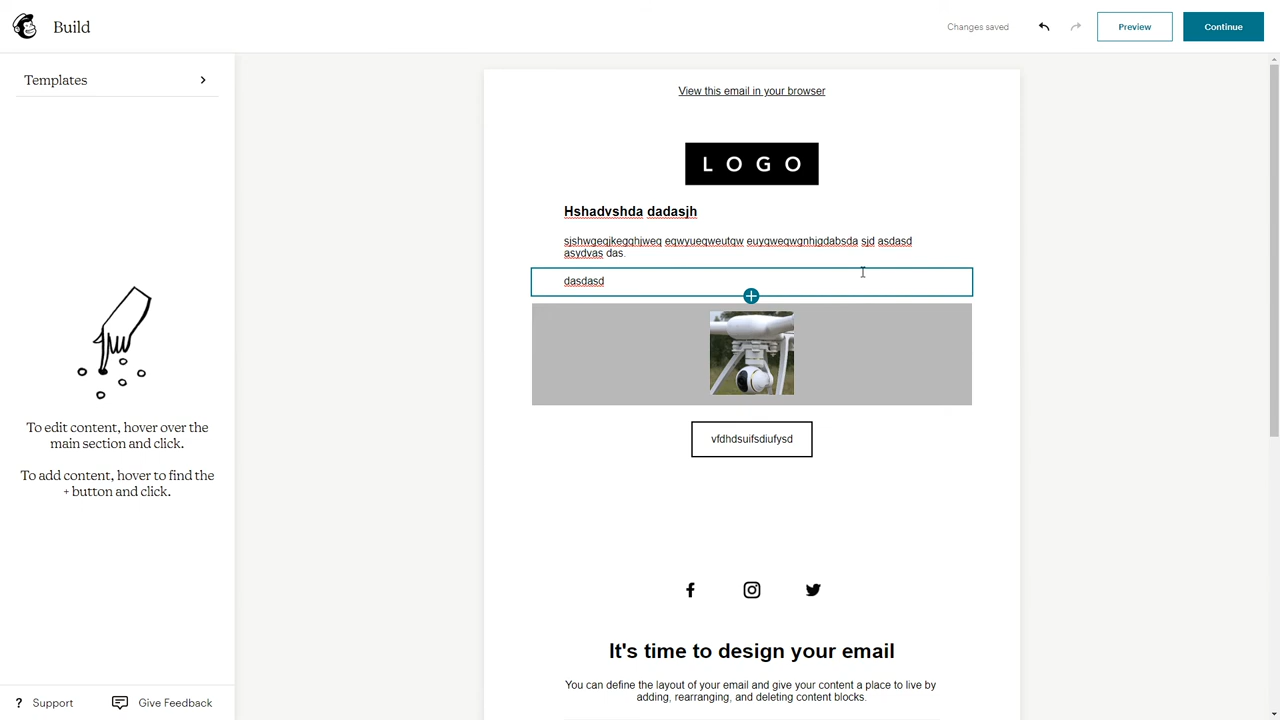 Build
Changes saved
Preview
Continue
Templates
View this email in your browser
LOGO
Hshadvshda dadasjh
sjshwgeqjkegghjweq eqwyueqweutqw euyqweqwgnhjgdabsda sjd asdasd
asydvas das.
dasdasd
vfdhdsuifsdiufysd
To edit content, hover over the
main section and click.
To add content, hover to find the
+ button and click.
It's time to design your email
You can define the layout of your email and give your content a place to live by
adding, rearranging, and deleting content blocks.
? Support
Give Feedback